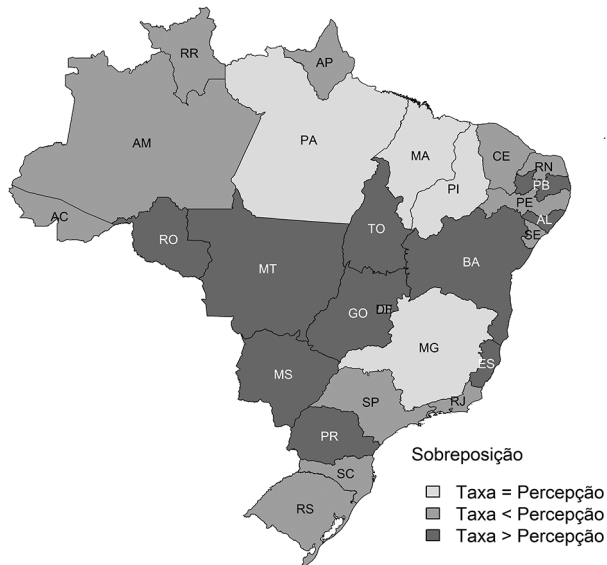 RR
AP
AM
PA
MA
CE
RN
PB
PI
PE
AC
AL
SE
RO
TO
BA
MT
GO
DF
MG
ES
MS
SP
RJ
PR
SC
RS
Sobreposição
Taxa = Percepção
Taxa < Percepção
Taxa > Percepção